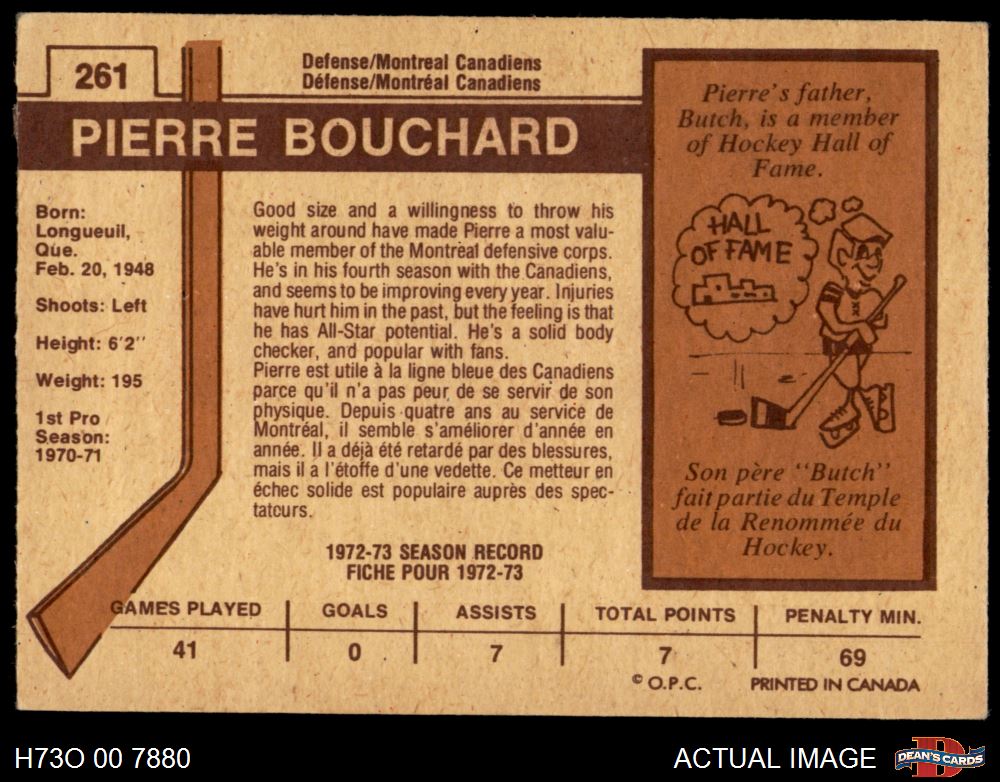 261
Defense/Montreal Canadiens
Défense/Montréal Canadiens
PIERRE BOUCHARD
Born:
Longueuil,
Que.
Feb. 20, 1948
Shoots: Left
Height: 6'2''
Weight: 195
1st Pro
Season:
1970-71
Good size and a willingness to throw his
weight around have made Pierre a most valu-
able member of the Montreal defensive corps.
He's in his fourth season with the Canadiens,
and seems to be improving every year. Injuries
have hurt him in the past, but the feeling is that
he has All-Star potential. He's a solid body
checker, and popular with fans.
Pierre est utile à la ligne bleue des Canadiens
parce qu'il n'a pas peur de se servir de son
physique. Depuis quatre ans au service de
Montréal, il semble s'améliorer d'année en
année. Il a déjà été retardé par des blessures,
mais il a l'étoffe d'une vedette. Ce metteur en
échec solide est populaire auprès des spec-
tateurs.
1972-73 SEASON RECORD
FICHE POUR 1972-73
GAMES PLAYED GOALS ASSISTS TOTAL POINTS PENALTY MIN.
41 0 7 7 69
© O.P.C. PRINTED IN CANADA
Pierre's father,
Butch, is a member
of Hockey Hall of
Fame.
HALL
OF FAME
Son père "Butch"
fait partie du Temple
de la Renommée du
Hockey.
H73O 00 7880
ACTUAL IMAGE
D
DEAN'S CARDS